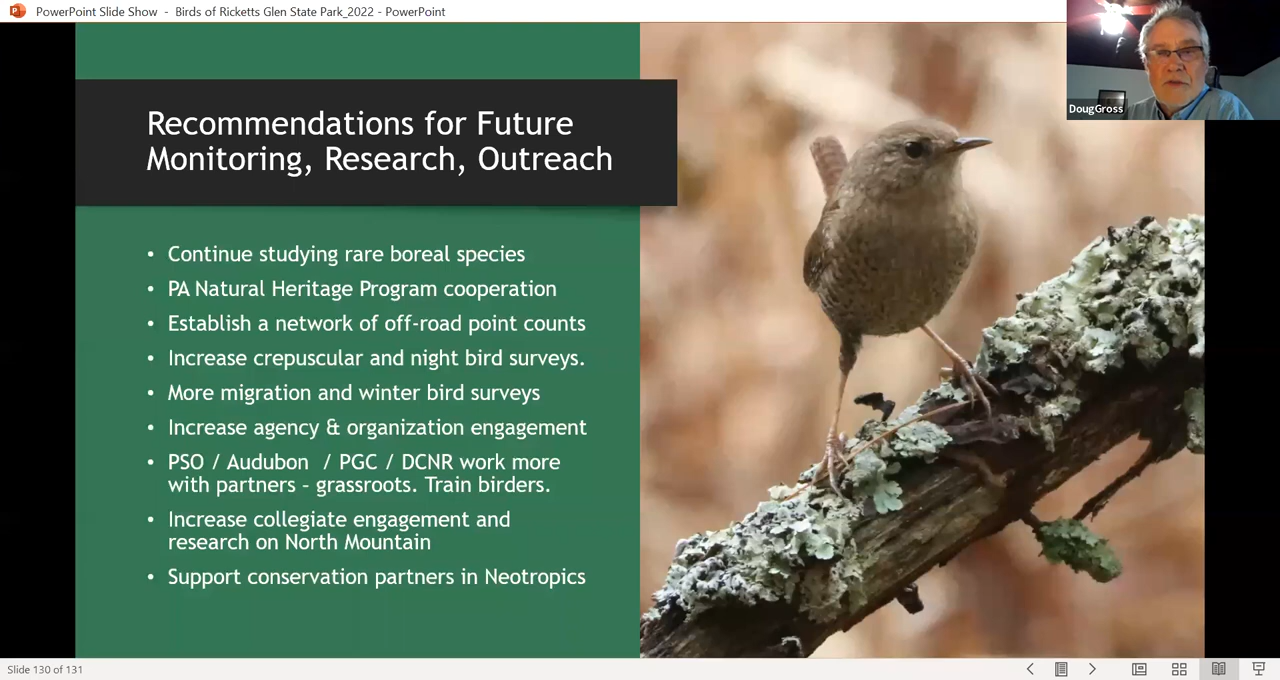 PowerPoint Slide Show - Birds of Ricketts Glen State Park_2022 - PowerPoint
DougGross
Recommendations for Future
Monitoring, Research, Outreach
• Continue studying rare boreal species
• PA Natural Heritage Program cooperation
• Establish a network of off-road point counts
• Increase crepuscular and night bird surveys.
• More migration and winter bird surveys
• Increase agency & organization engagement
• PSO / Audubon / PGC / DCNR work more
with partners - grassroots. Train birders.
• Increase collegiate engagement and
research on North Mountain
• Support conservation partners in Neotropics
Slide 130 of 131